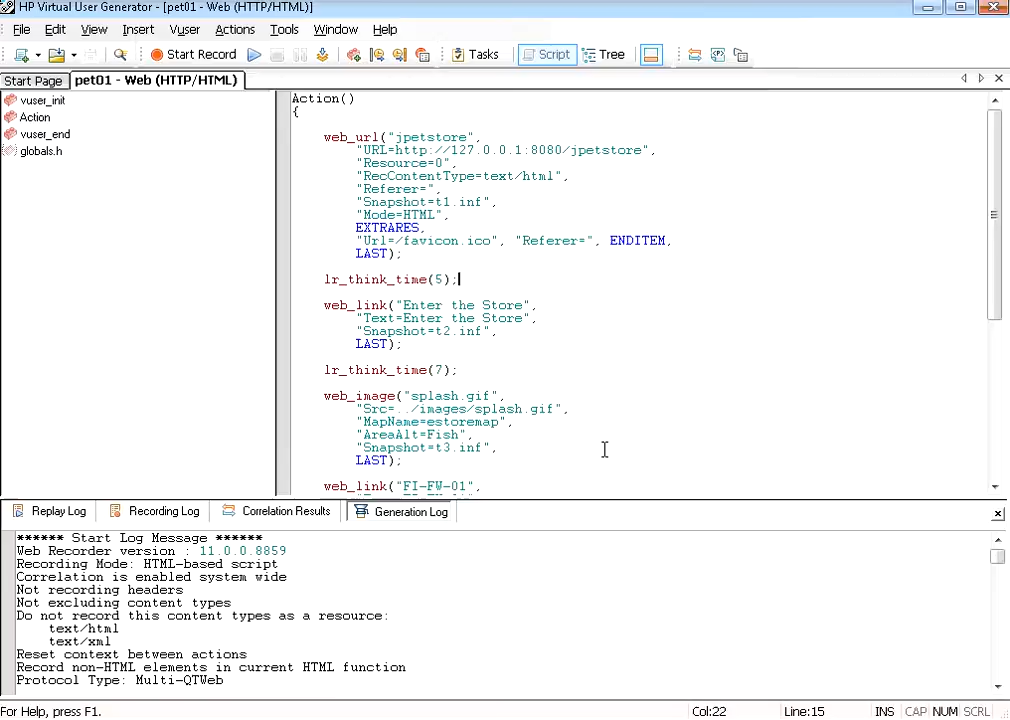 HP Virtual User Generator - [pet01 - Web (HTTP/HTML)]
File Edit View Insert Vuser Actions Tools Window Help
Start Record Tasks Script Tree
Start Page pet01 - Web (HTTP/HTML)
vuser_init
Action
vuser_end
globals.h
Action()
{
web_url("jpetstore",
"URL=http://127.0.0.1:8080/jpetstore",
"Resource=0",
"RecContentType=text/html",
"Referer=",
"Snapshot=t1.inf",
"Mode=HTML",
EXTRARES,
"Url=/favicon.ico", "Referer=", ENDITEM,
LAST);
lr_think_time(5);
web_link("Enter the Store",
"Text=Enter the Store",
"Snapshot=t2.inf",
LAST);
lr_think_time(7);
web_image("splash.gif",
"Src=../images/splash.gif",
"MapName=estoremap",
"AreaAlt=Fish",
"Snapshot=t3.inf",
LAST);
web_link("FI-FW-01",
Replay Log Recording Log Correlation Results Generation Log
****** Start Log Message ******
Web Recorder version : 11.0.0.8859
Recording Mode: HTML-based script
Correlation is enabled system wide
Not recording headers
Not excluding content types
Do not record this content types as a resource:
text/html
text/xml
Reset context between actions
Record non-HTML elements in current HTML function
Protocol Type: Multi-QTWeb
For Help, press F1. Col:22 Line:15 INS CAP NUM SCRL